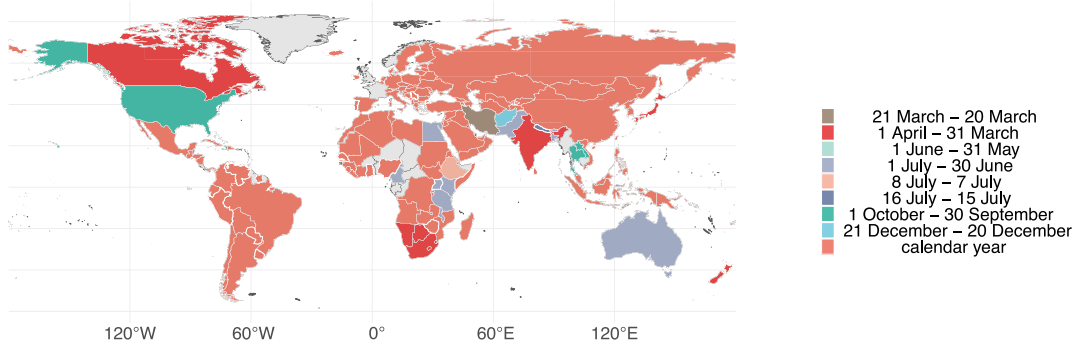 21 March – 20 March
1 April – 31 March
1 June – 31 May
1 July – 30 June
8 July – 7 July
16 July – 15 July
1 October – 30 September
21 December – 20 December
calendar year
120°W 60°W 0° 60°E 120°E